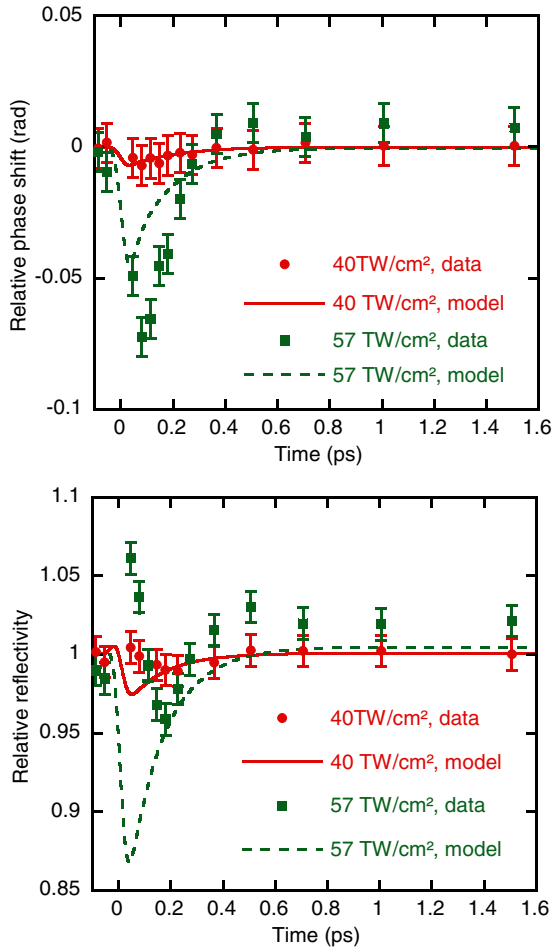 0.05
0
-0.05
-0.1
Relative phase shift (rad)
40TW/cm², data
40 TW/cm², model
57 TW/cm², data
57 TW/cm², model
0 0.2 0.4 0.6 0.8 1 1.2 1.4 1.6
Time (ps)
1.1
1.05
1
0.95
0.9
0.85
Relative reflectivity
40TW/cm², data
40 TW/cm², model
57 TW/cm², data
57 TW/cm², model
0 0.2 0.4 0.6 0.8 1 1.2 1.4 1.6
Time (ps)